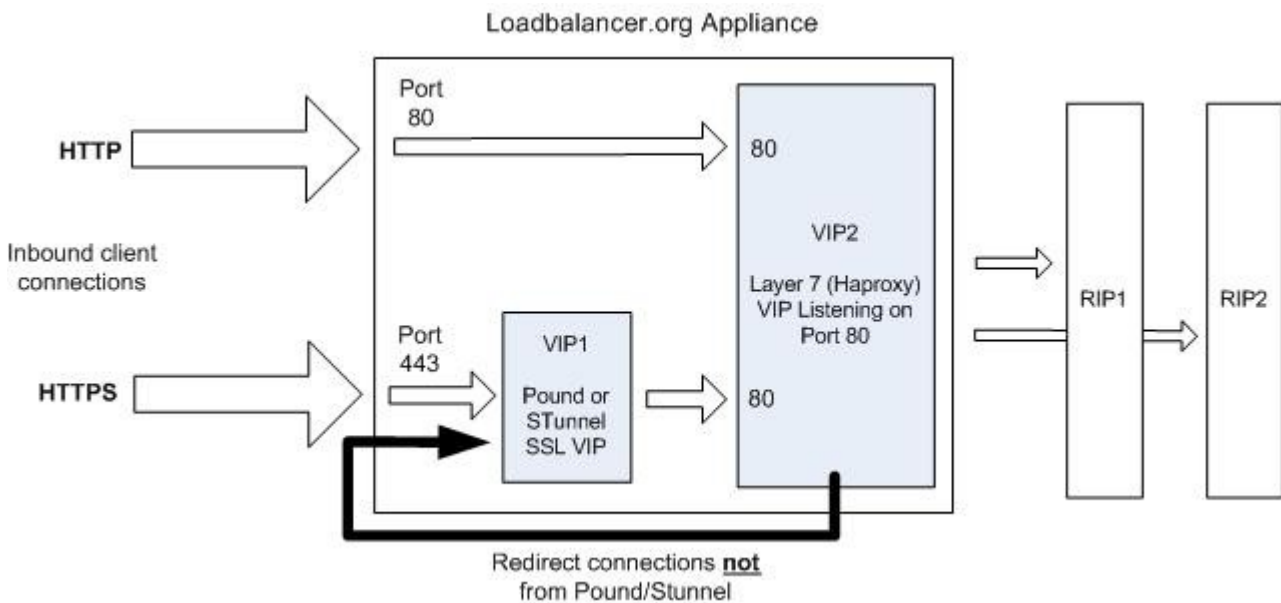 Loadbalancer.org Appliance
Port
80
HTTP
80
Inbound client
connections
VIP2
Layer 7 (Haproxy)
VIP Listening on
Port 80
RIP1
RIP2
Port
443
VIP1
Pound or
STunnel
SSL VIP
HTTPS
80
Redirect connections not
from Pound/Stunnel